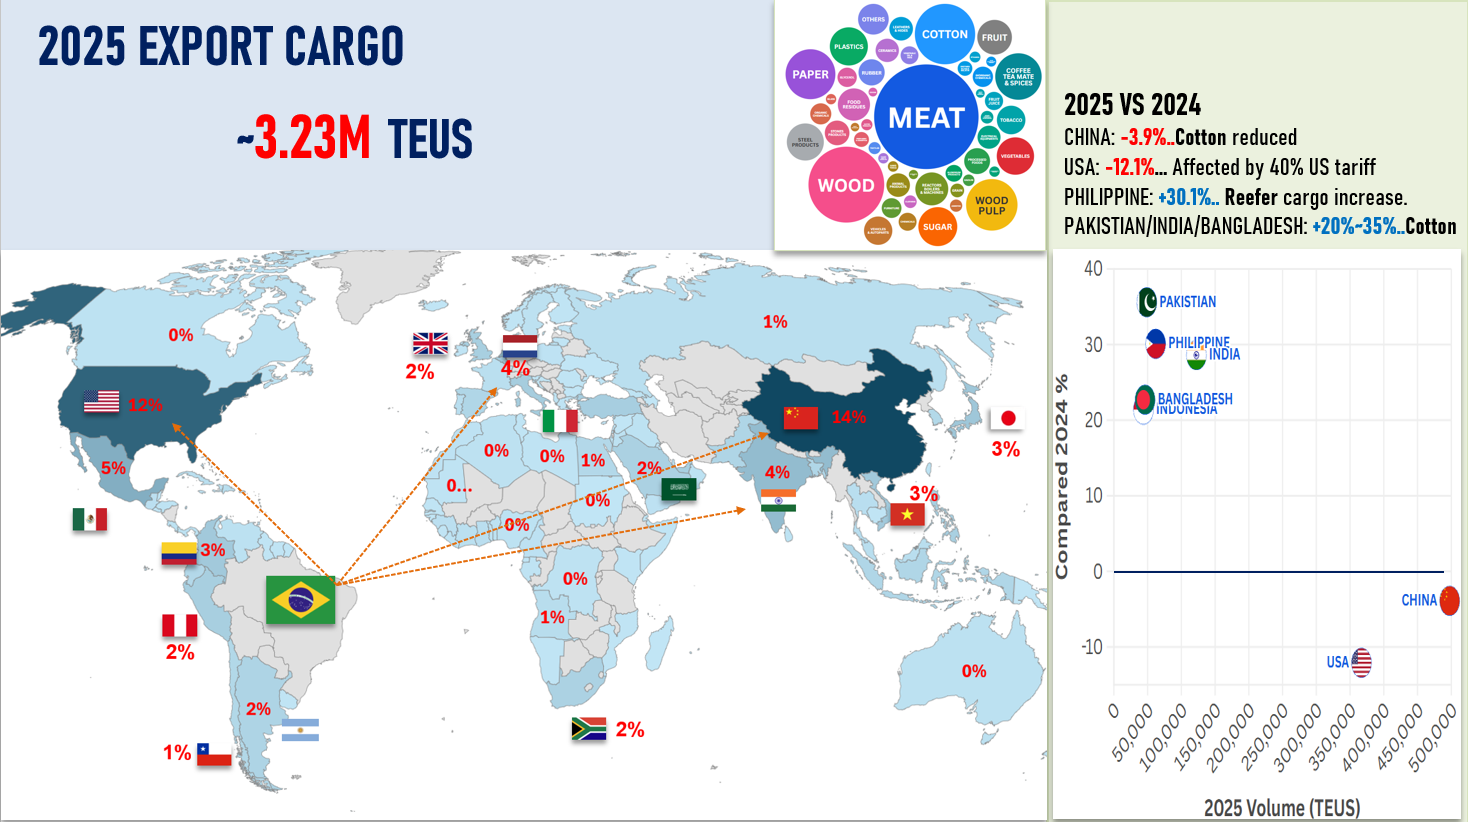 2025 EXPORT CARGO
~3.23M TEUS
OTHERS
COTTON
FRUIT
PLASTICS
CERAMICS
PAPER
RUBBER
COFFEE
TEA MATE
& SPICES
FOOD
RESIDUES
FRUIT
JUICE
MEAT
TOBACCO
STEEL
PRODUCTS
VEGETABLES
WOOD
REACTORS
BOILERS
& MACHINES
WOOD
PULP
SUGAR
2025 VS 2024
CHINA: -3.9%..Cotton reduced
USA: -12.1%... Affected by 40% US tariff
PHILIPPINE: +30.1%.. Reefer cargo increase.
PAKISTIAN/INDIA/BANGLADESH: +20%~35%..Cotton
0%
1%
2%
4%
12%
14%
3%
5%
0%
0%
1%
2%
4%
0...
0%
3%
0%
3%
0%
1%
2%
0%
2%
2%
1%
40
30
20
10
0
-10
Compared 2024 %
PAKISTIAN
PHILIPPINE
INDIA
BANGLADESH
INDONESIA
CHINA
USA
0
50,000
100,000
150,000
200,000
250,000
300,000
350,000
400,000
450,000
500,000
2025 Volume (TEUS)